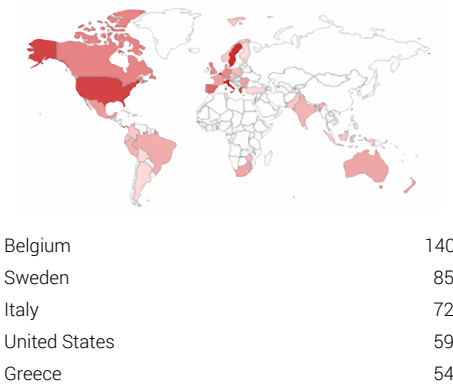 Belgium 140
Sweden 85
Italy 72
United States 59
Greece 54